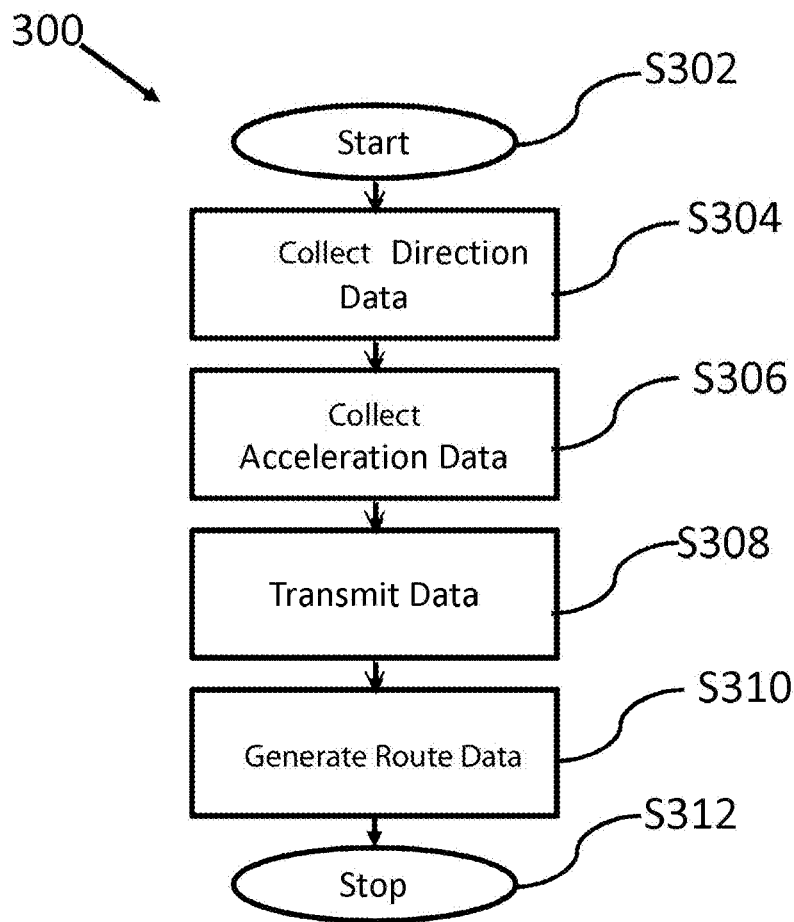 300
S302
Start
S304
Collect Direction
Data
S306
Collect
Acceleration Data
S308
Transmit Data
S310
Generate Route Data
S312
Stop